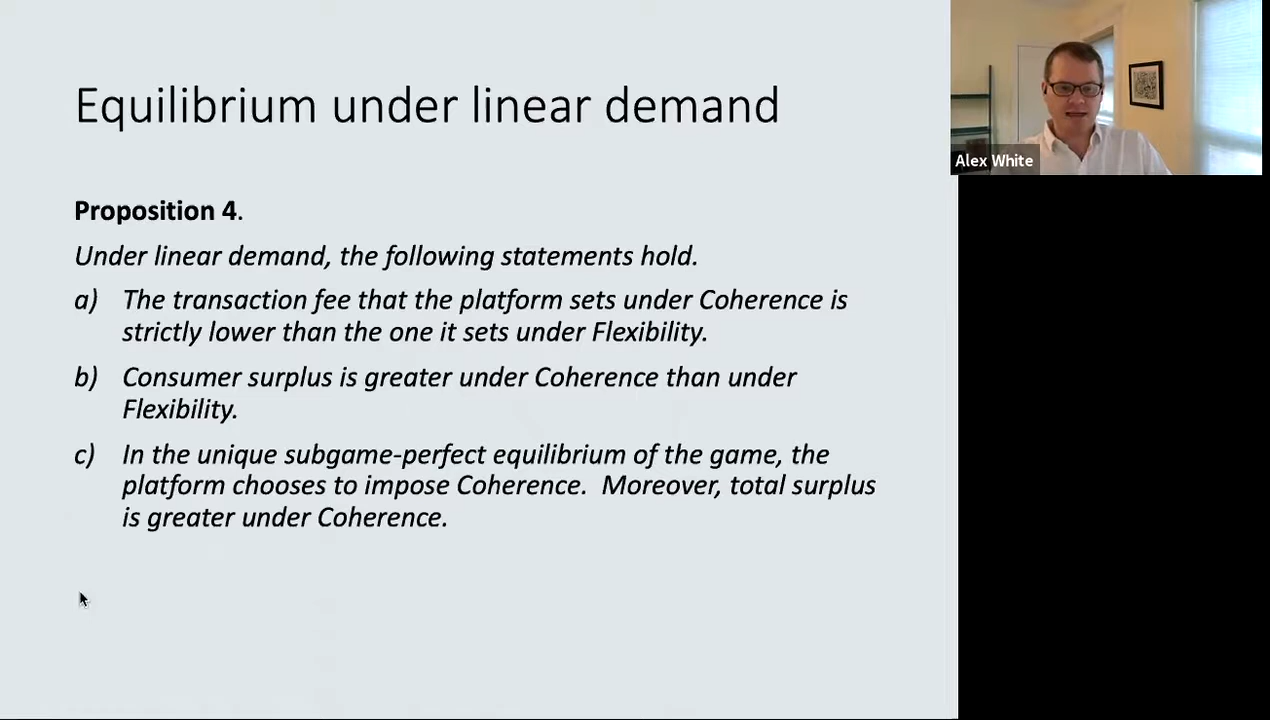 Equilibrium under linear demand
Alex White
Proposition 4.
Under linear demand, the following statements hold.
a) The transaction fee that the platform sets under Coherence is
strictly lower than the one it sets under Flexibility.
b) Consumer surplus is greater under Coherence than under
Flexibility.
c) In the unique subgame-perfect equilibrium of the game, the
platform chooses to impose Coherence. Moreover, total surplus
is greater under Coherence.